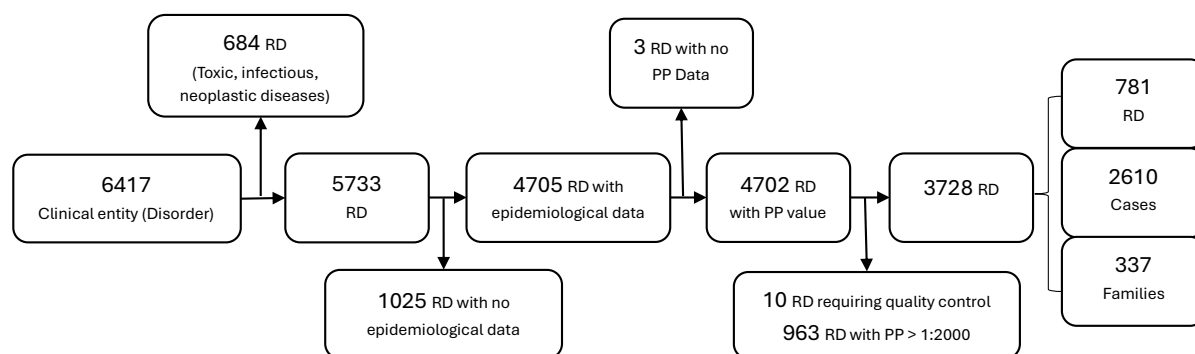 684 RD
(Toxic, infectious,
neoplastic diseases)
3 RD with no
PP Data
6417
Clinical entity (Disorder)
5733
RD
4705 RD with
epidemiological data
4702 RD
with PP value
3728 RD
781
RD
2610
Cases
337
Families
1025 RD with no
epidemiological data
10 RD requiring quality control
963 RD with PP > 1:2000